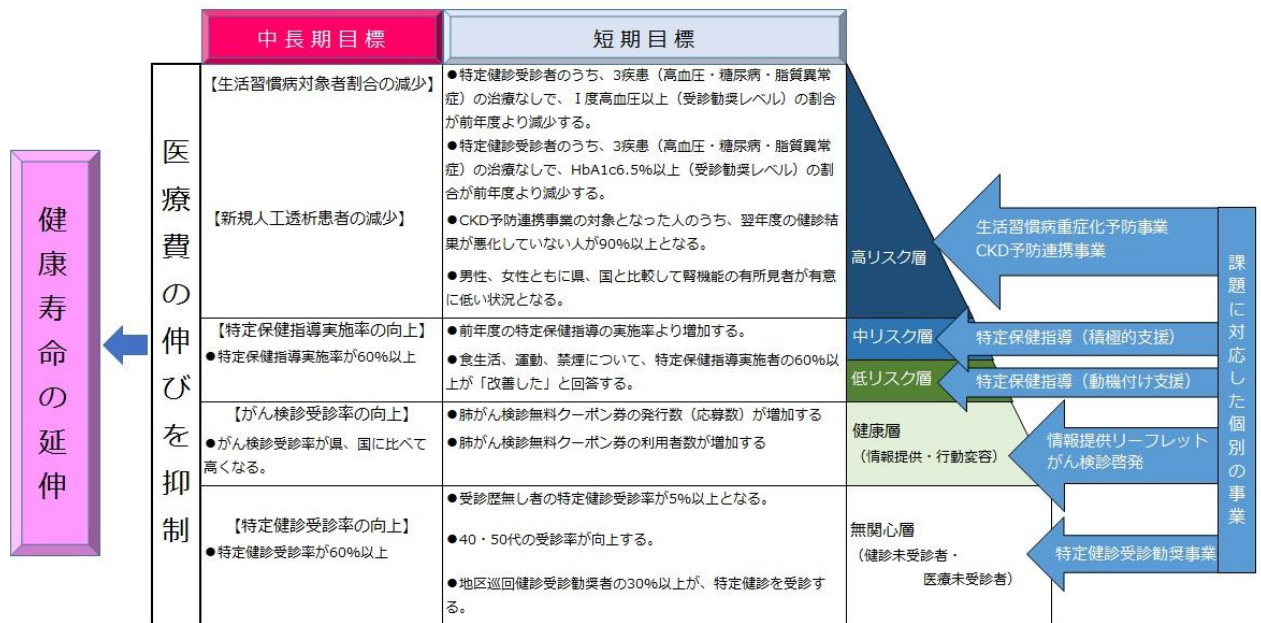 中長期目標
短期目標
健康寿命の延伸
医療費の伸びを抑制
【生活習慣病対象者割合の減少】
【新規人工透析患者の減少】
●特定健診受診者のうち、3疾患（高血圧・糖尿病・脂質異常
症）の治療なしで、Ⅰ度高血圧以上（受診勧奨レベル）の割合
が前年度より減少する。
●特定健診受診者のうち、3疾患（高血圧・糖尿病・脂質異常
症）の治療なしで、HbA1c6.5%以上（受診勧奨レベル）の割
合が前年度より減少する。
●CKD予防連携事業の対象となった人のうち、翌年度の健診結
果が悪化していない人が90%以上となる。
●男性、女性ともに県、国と比較して腎機能の有所見者が有意
に低い状況となる。
高リスク層
生活習慣病重症化予防事業
CKD予防連携事業
【特定保健指導実施率の向上】
●特定保健指導実施率が60%以上
●前年度の特定保健指導の実施率より増加する。
●食生活、運動、禁煙について、特定保健指導実施者の60%以
上が「改善した」と回答する。
中リスク層
特定保健指導（積極的支援）
低リスク層
特定保健指導（動機付け支援）
【がん検診受診率の向上】
●がん検診受診率が県、国に比べて
高くなる。
●肺がん検診無料クーポン券の発行数（応募数）が増加する
●肺がん検診無料クーポン券の利用者数が増加する
健康層
（情報提供・行動変容）
情報提供リーフレット
がん検診啓発
【特定健診受診率の向上】
●特定健診受診率が60%以上
●受診歴無し者の特定健診受診率が5%以上となる。
●40・50代の受診率が向上する。
●地区巡回健診受診勧奨者の30%以上が、特定健診を受診す
る。
無関心層
（健診未受診者・
医療未受診者）
特定健診受診勧奨事業
課題に対応した個別の事業